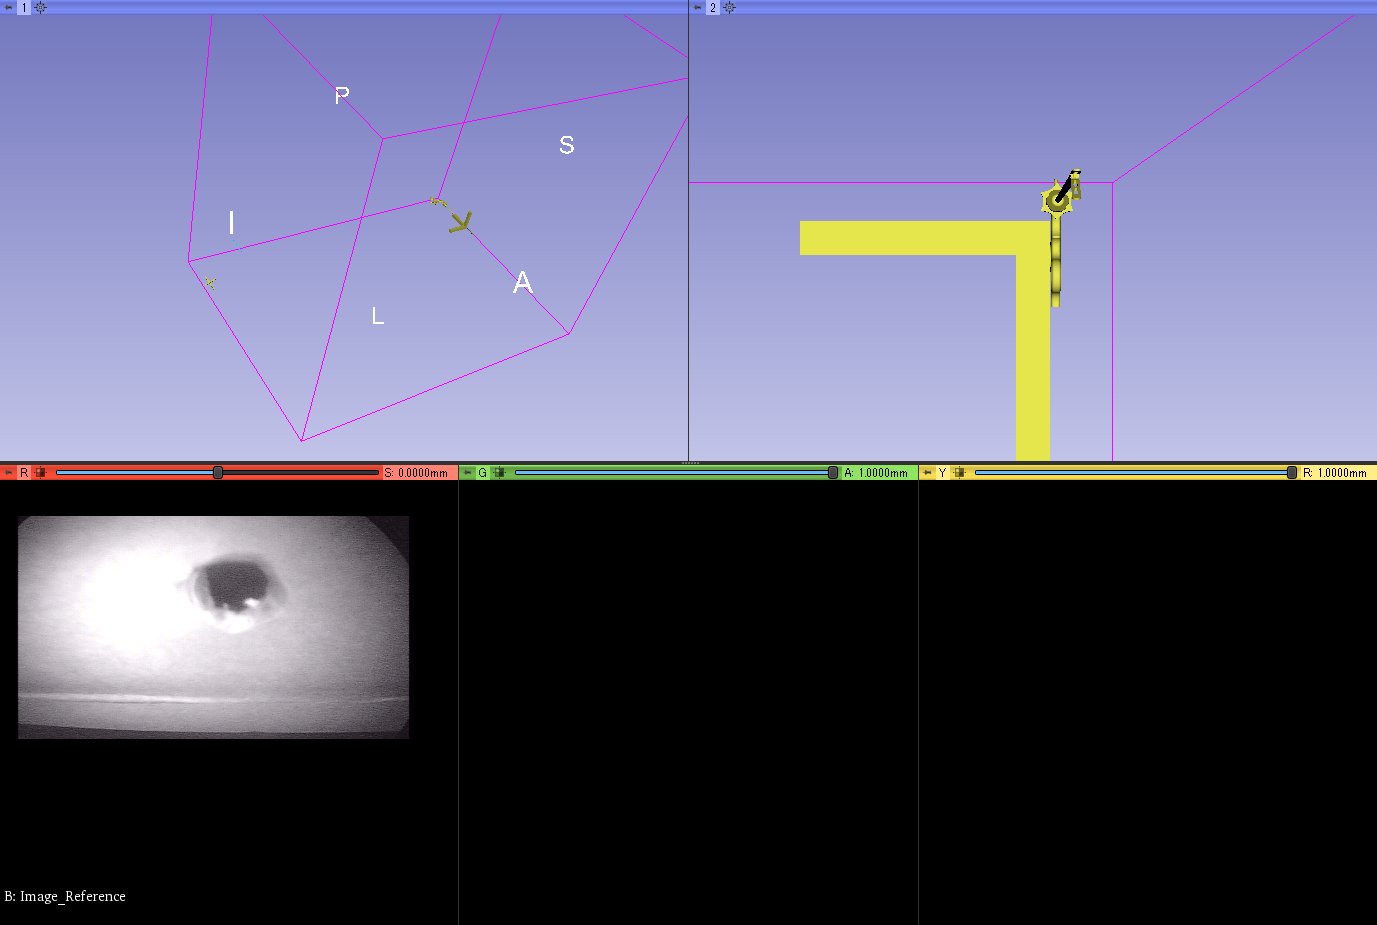 1
2
P
S
I
A
L
R S: 0.0000mm
G A: 1.0000mm
Y R: 1.0000mm
B: Image_Reference